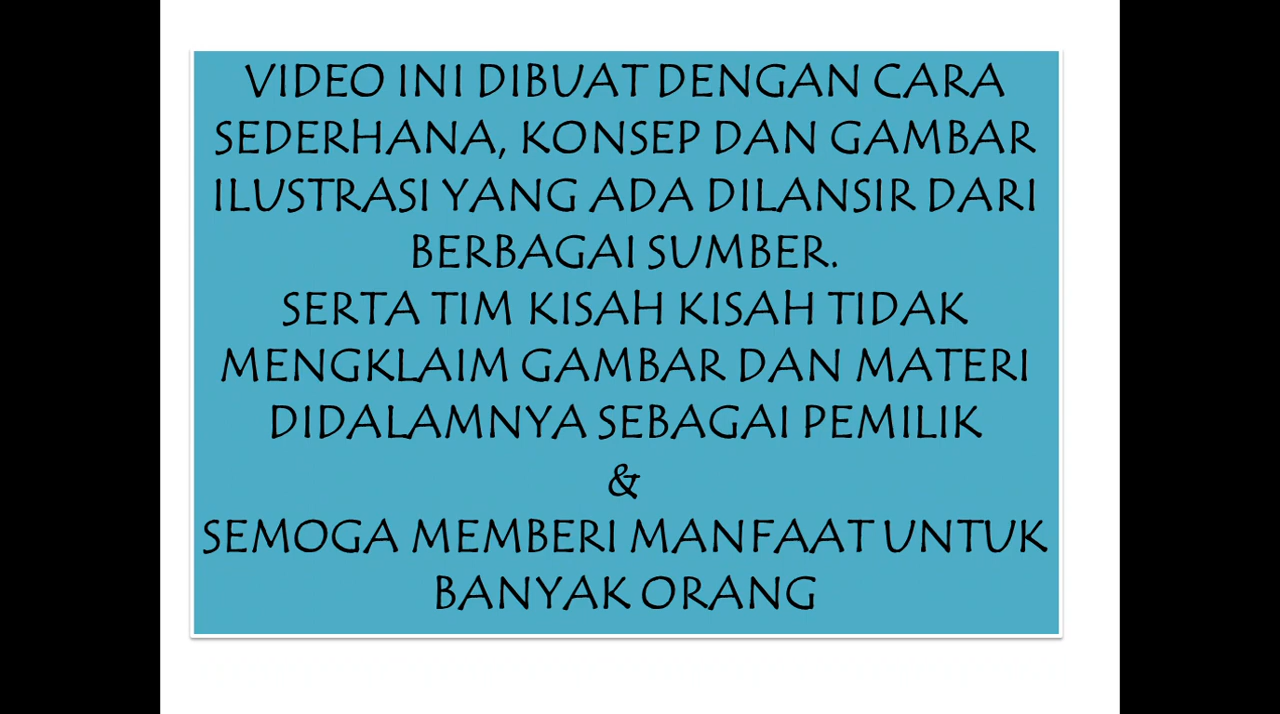 VIDEO INI DIBUAT DENGAN CARA
SEDERHANA, KONSEP DAN GAMBAR
ILUSTRASI YANG ADA DILANSIR DARI
BERBAGAI SUMBER.
SERTA TIM KISAH KISAH TIDAK
MENGKLAIM GAMBAR DAN MATERI
DIDALAMNYA SEBAGAI PEMILIK
&
SEMOGA MEMBERI MANFAAT UNTUK
BANYAK ORANG